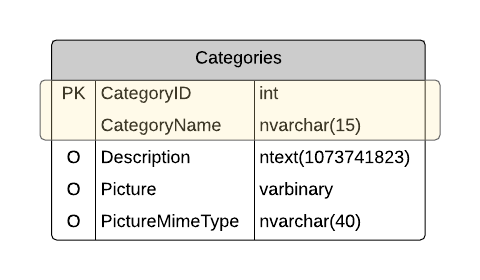 Categories
PK CategoryID int
CategoryName nvarchar(15)
O Description ntext(1073741823)
O Picture varbinary
O PictureMimeType nvarchar(40)